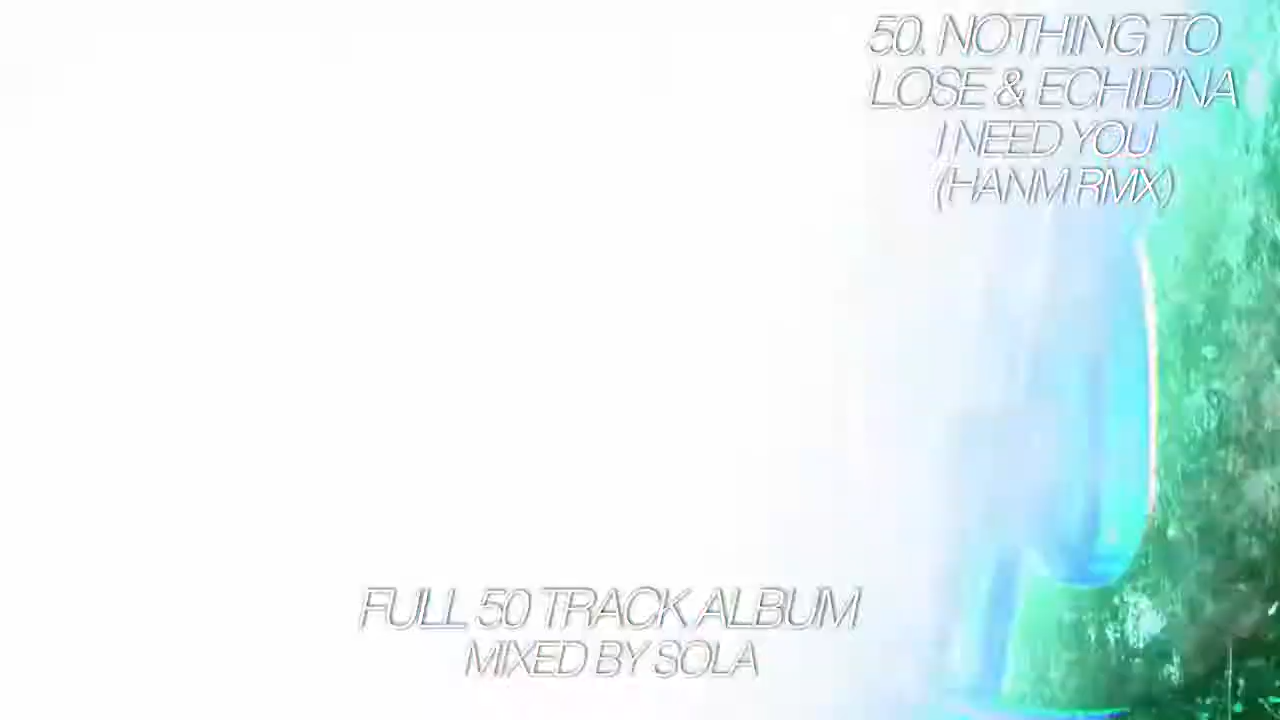 50. NOTHING TO
LOSE & ECHIDNA
I NEED YOU
(HANM RMX)
FULL 50 TRACK ALBUM
MIXED BY SOLA